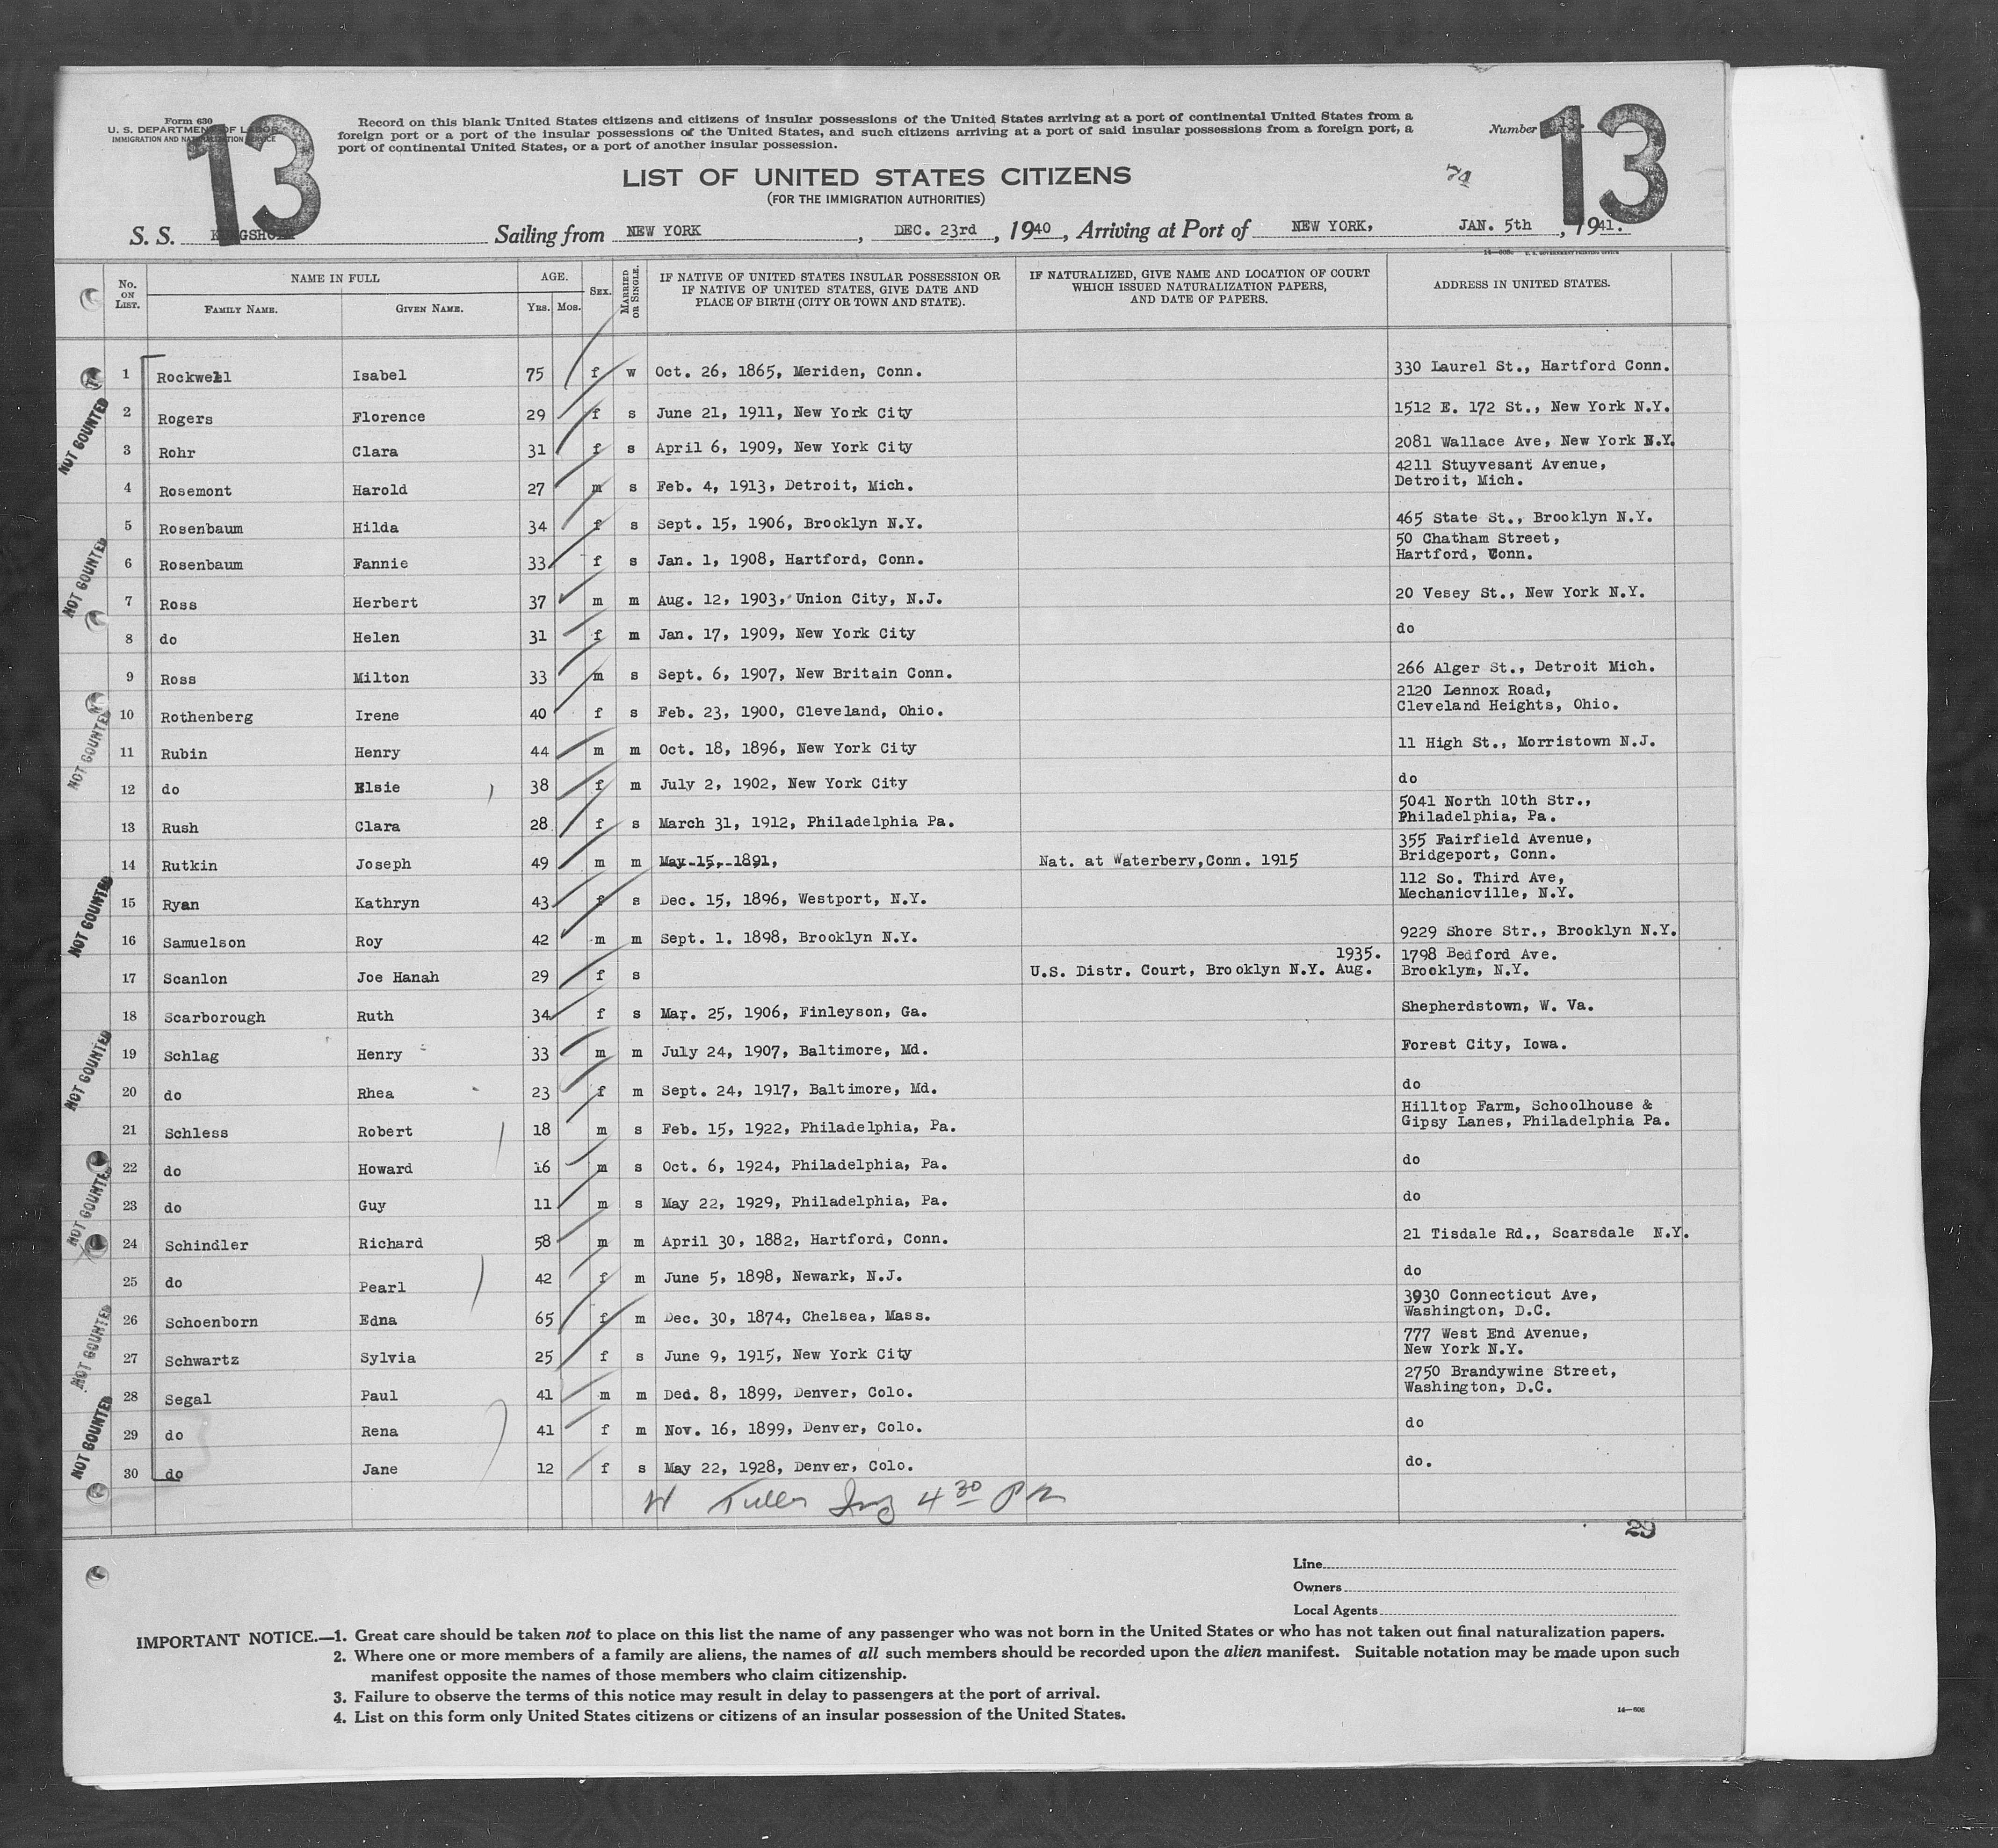 Form 630
U. S. DEPARTMENT OF LABOR
IMMIGRATION AND NATURALIZATION SERVICE
13
Record on this blank United States citizens and citizens of insular possessions of the United States arriving at a port of continental United States from a
foreign port or a port of the insular possessions of the United States, and such citizens arriving at a port of said insular possessions from a foreign port, a
port of continental United States, or a port of another insular possession.
Number
13
LIST OF UNITED STATES CITIZENS
(FOR THE IMMIGRATION AUTHORITIES)
S. S. KUNGSHOLM Sailing from NEW YORK, DEC. 23rd, 1940, Arriving at Port of NEW YORK, JAN. 5th, 1941.
No. ON LIST. NAME IN FULL FAMILY NAME. GIVEN NAME. AGE. YRS. MOS. SEX. MARRIED OR SINGLE. IF NATIVE OF UNITED STATES INSULAR POSSESSION OR IF NATIVE OF UNITED STATES, GIVE DATE AND PLACE OF BIRTH (CITY OR TOWN AND STATE). IF NATURALIZED, GIVE NAME AND LOCATION OF COURT WHICH ISSUED NATURALIZATION PAPERS, AND DATE OF PAPERS. ADDRESS IN UNITED STATES.
1 Rockwell Isabel 75 f w Oct. 26, 1865, Meriden, Conn. 330 Laurel St., Hartford Conn.
2 Rogers Florence 29 f s June 21, 1911, New York City 1512 E. 172 St., New York N.Y.
3 Rohr Clara 31 f s April 6, 1909, New York City 2081 Wallace Ave, New York N.Y.
4 Rosemont Harold 27 m s Feb. 4, 1913, Detroit, Mich. 4211 Stuyvesant Avenue, Detroit, Mich.
5 Rosenbaum Hilda 34 f s Sept. 15, 1906, Brooklyn N.Y. 465 State St., Brooklyn N.Y.
6 Rosenbaum Fannie 33 f s Jan. 1, 1908, Hartford, Conn. 50 Chatham Street, Hartford, Conn.
7 Ross Herbert 37 m m Aug. 12, 1903, Union City, N.J. 20 Vesey St., New York N.Y.
8 do Helen 31 f m Jan. 17, 1909, New York City do
9 Ross Milton 33 m s Sept. 6, 1907, New Britain Conn. 266 Alger St., Detroit Mich.
10 Rothenberg Irene 40 f s Feb. 23, 1900, Cleveland, Ohio. 2120 Lennox Road, Cleveland Heights, Ohio.
11 Rubin Henry 44 m m Oct. 18, 1896, New York City 11 High St., Morristown N.J.
12 do Elsie 38 f m July 2, 1902, New York City do
13 Rush Clara 28 f s March 31, 1912, Philadelphia Pa. 5041 North 10th Str., Philadelphia, Pa.
14 Rutkin Joseph 49 m m May 15, 1891, Nat. at Waterbery,Conn. 1915 355 Fairfield Avenue, Bridgeport, Conn.
15 Ryan Kathryn 43 f s Dec. 15, 1896, Westport, N.Y. 112 So. Third Ave, Mechanicville, N.Y.
16 Samuelson Roy 42 m m Sept. 1. 1898, Brooklyn N.Y. 9229 Shore Str., Brooklyn N.Y.
17 Scanlon Joe Hanah 29 f s U.S. Distr. Court, Brooklyn N.Y. Aug. 1935. 1798 Bedford Ave. Brooklyn, N.Y.
18 Scarborough Ruth 34 f s Mar. 25, 1906, Finleyson, Ga. Shepherdstown, W. Va.
19 Schlag Henry 33 m m July 24, 1907, Baltimore, Md. Forest City, Iowa.
20 do Rhea 23 f m Sept. 24, 1917, Baltimore, Md. do
21 Schless Robert 18 m s Feb. 15, 1922, Philadelphia, Pa. Hilltop Farm, Schoolhouse & Gipsy Lanes, Philadelphia Pa.
22 do Howard 16 m s Oct. 6, 1924, Philadelphia, Pa. do
23 do Guy 11 m s May 22, 1929, Philadelphia, Pa. do
24 Schindler Richard 58 m m April 30, 1882, Hartford, Conn. 21 Tisdale Rd., Scarsdale N.Y.
25 do Pearl 42 f m June 5, 1898, Newark, N.J. do
26 Schoenborn Edna 65 f m Dec. 30, 1874, Chelsea, Mass. 3930 Connecticut Ave, Washington, D.C.
27 Schwartz Sylvia 25 f s June 9, 1915, New York City 777 West End Avenue, New York N.Y.
28 Segal Paul 41 m m Ded. 8, 1899, Denver, Colo. 2750 Brandywine Street, Washington, D.C.
29 do Rena 41 f m Nov. 16, 1899, Denver, Colo. do
30 do Jane 12 f s May 22, 1928, Denver, Colo. do.
NOT COUNTED
NOT COUNTED
NOT COUNTED
NOT COUNTED
NOT COUNTED
NOT COUNTED
NOT COUNTED
NOT COUNTED
4 30 PM
29
Line
Owners
Local Agents
IMPORTANT NOTICE.—1. Great care should be taken not to place on this list the name of any passenger who was not born in the United States or who has not taken out final naturalization papers.
2. Where one or more members of a family are aliens, the names of all such members should be recorded upon the alien manifest. Suitable notation may be made upon such
manifest opposite the names of those members who claim citizenship.
3. Failure to observe the terms of this notice may result in delay to passengers at the port of arrival.
4. List on this form only United States citizens or citizens of an insular possession of the United States.
14—606